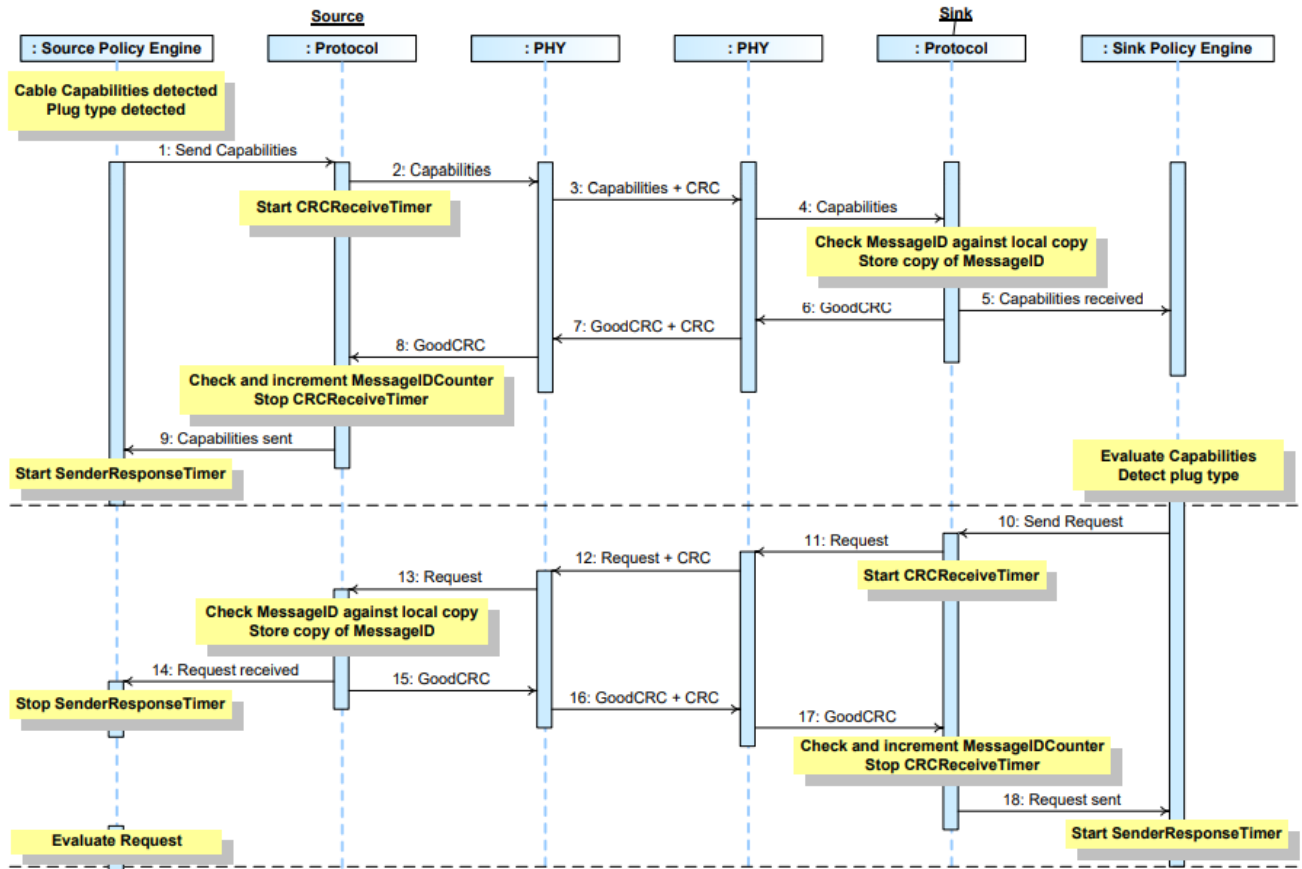 Source
Sink
: Source Policy Engine
: Protocol
: PHY
: PHY
: Protocol
: Sink Policy Engine
Cable Capabilities detected
Plug type detected
1: Send Capabilities
2: Capabilities
3: Capabilities + CRC
Start CRCReceiveTimer
4: Capabilities
Check MessageID against local copy
Store copy of MessageID
5: Capabilities received
6: GoodCRC
7: GoodCRC + CRC
8: GoodCRC
Check and increment MessageIDCounter
Stop CRCReceiveTimer
9: Capabilities sent
Start SenderResponseTimer
Evaluate Capabilities
Detect plug type
10: Send Request
11: Request
12: Request + CRC
Start CRCReceiveTimer
13: Request
Check MessageID against local copy
Store copy of MessageID
14: Request received
15: GoodCRC
Stop SenderResponseTimer
16: GoodCRC + CRC
17: GoodCRC
Check and increment MessageIDCounter
Stop CRCReceiveTimer
18: Request sent
Evaluate Request
Start SenderResponseTimer